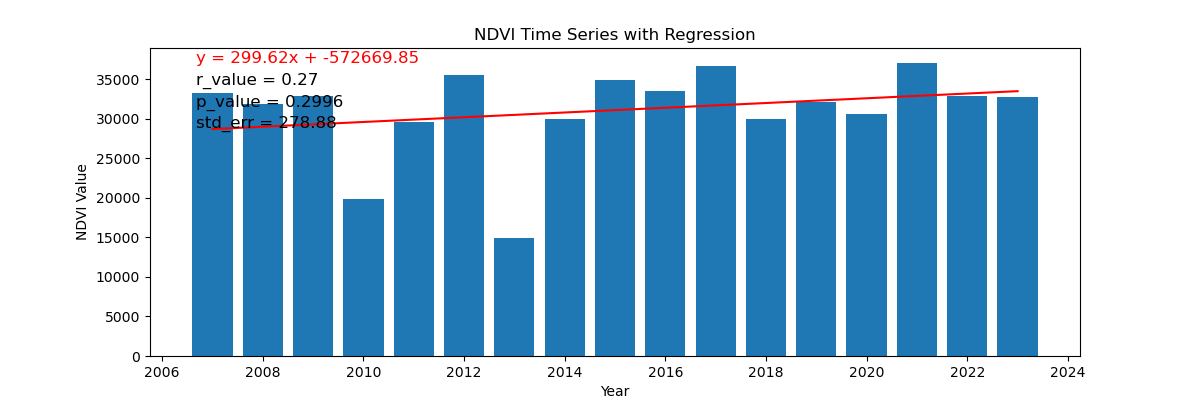 NDVI Time Series with Regression
y = 299.62x + -572669.85
r_value = 0.27
p_value = 0.2996
std_err = 278.88
35000
30000
25000
20000
15000
10000
5000
0
NDVI Value
2006 2008 2010 2012 2014 2016 2018 2020 2022 2024
Year